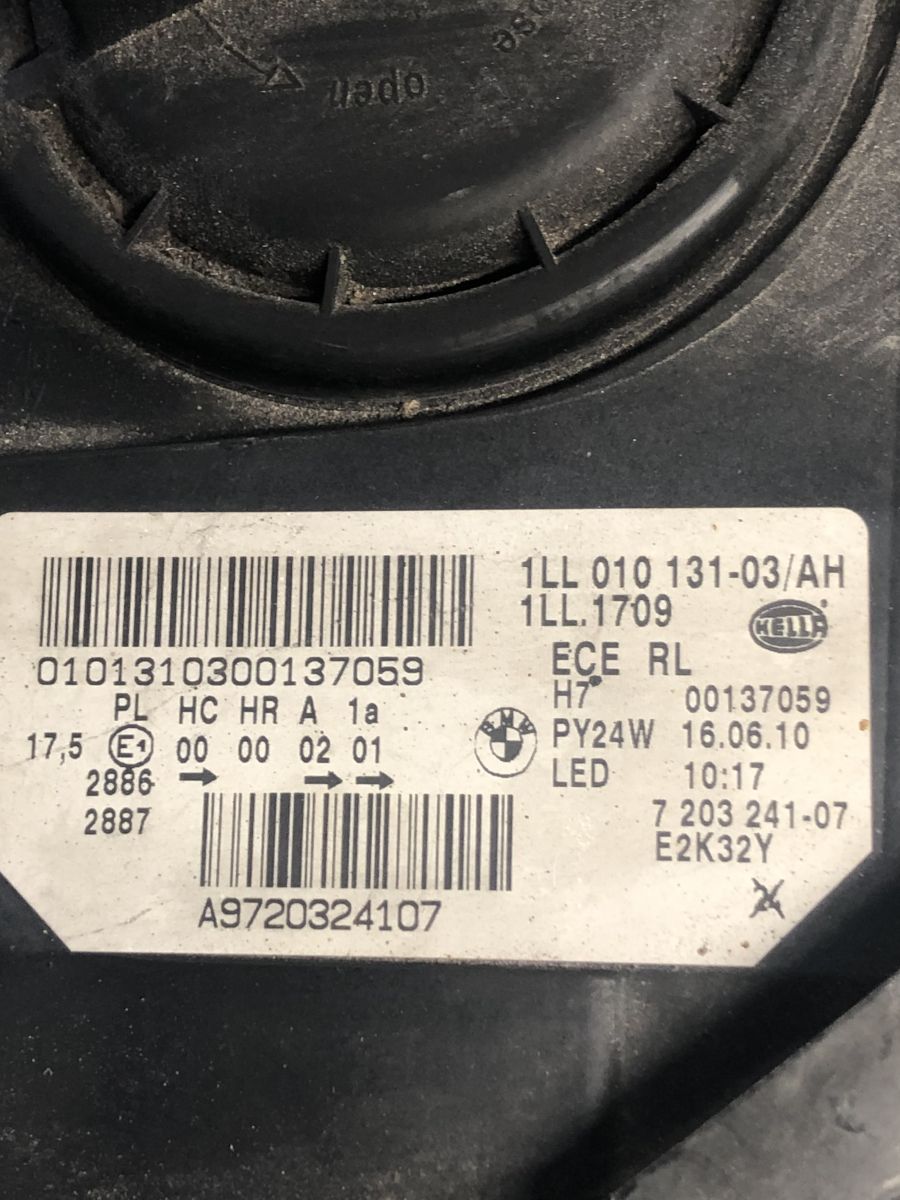 open
1LL 010 131-03/AH
1LL.1709
HELLA
0101310300137059
ECE RL
PL HC HR A 1a
H7 00137059
17,5 E1 00 00 02 01
BMW
PY24W 16.06.10
2886
LED 10:17
2887
7 203 241-07
E2K32Y
A9720324107